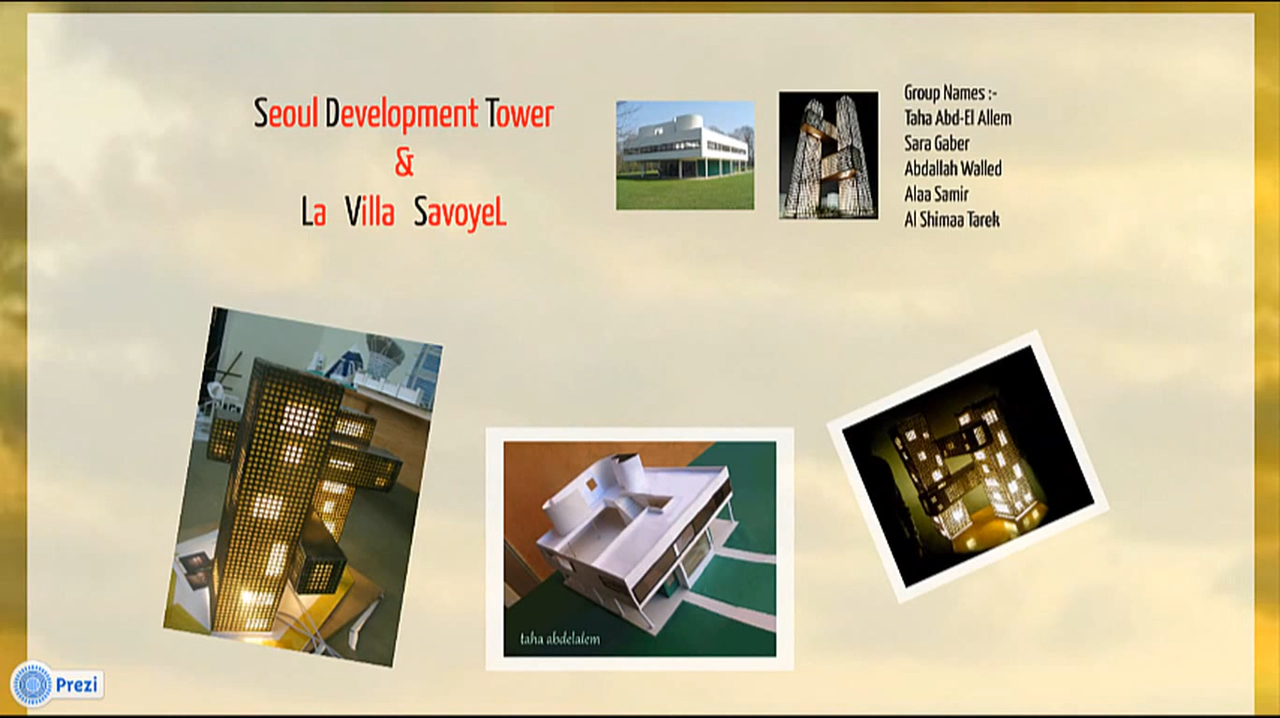 Seoul Development Tower
&
La Villa SavoyeL
Group Names :-
Taha Abd-El Allem
Sara Gaber
Abdallah Walled
Alaa Samir
Al Shimaa Tarek
taha abdelalem
Prezi